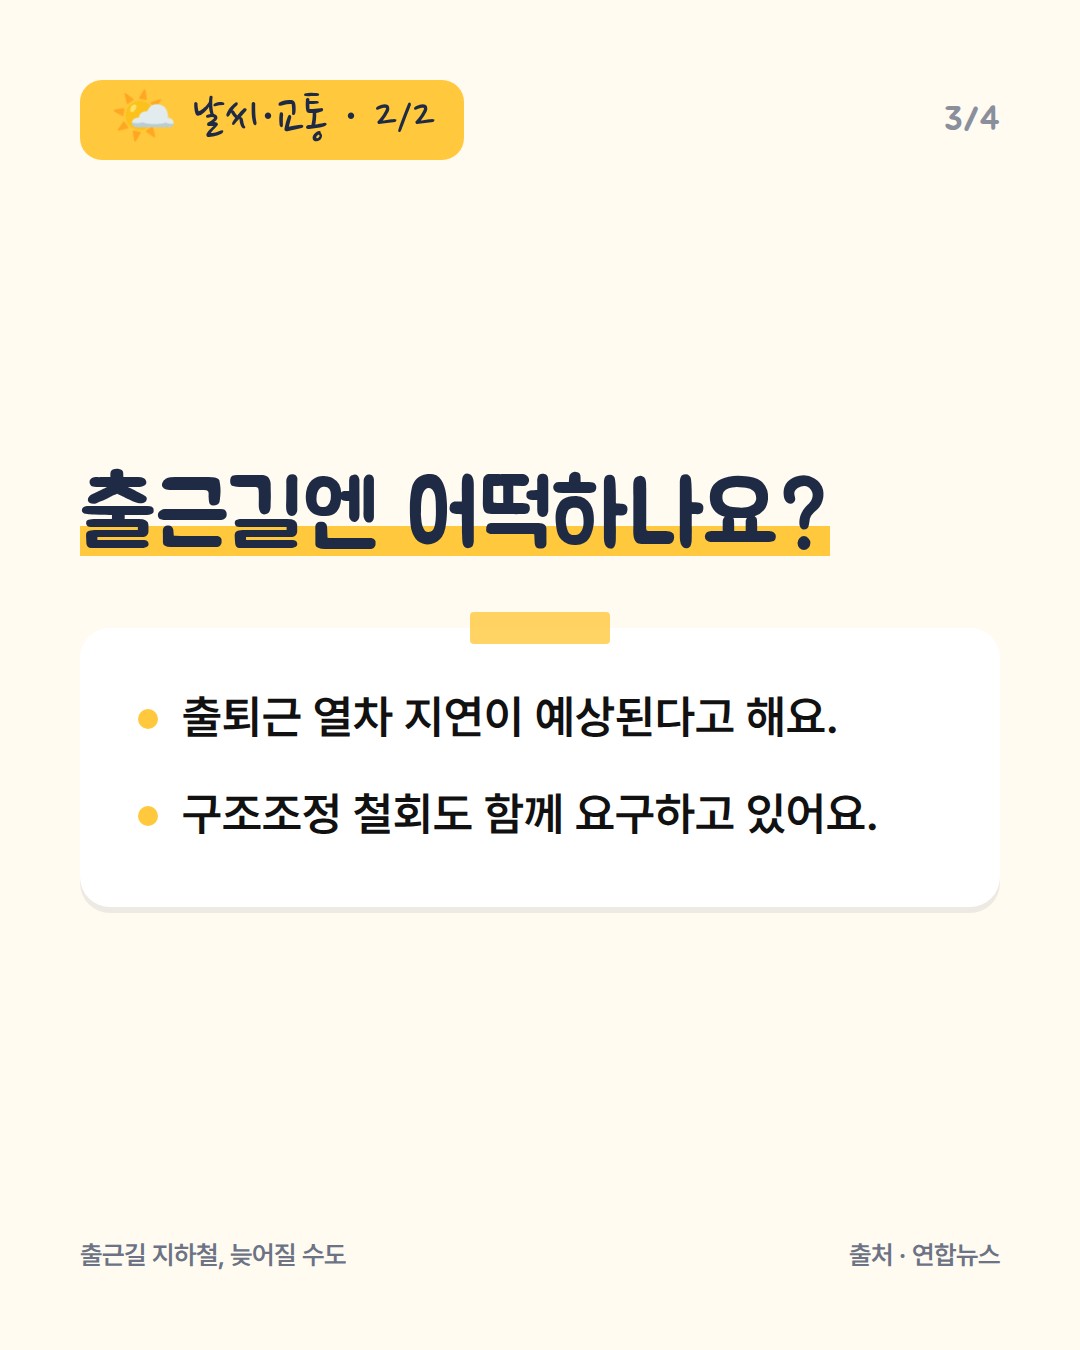 날씨·교통 · 2/2
3/4
출근길엔 어떡하나요?
출퇴근 열차 지연이 예상된다고 해요.
구조조정 철회도 함께 요구하고 있어요.
출근길 지하철, 늦어질 수도
출처 · 연합뉴스